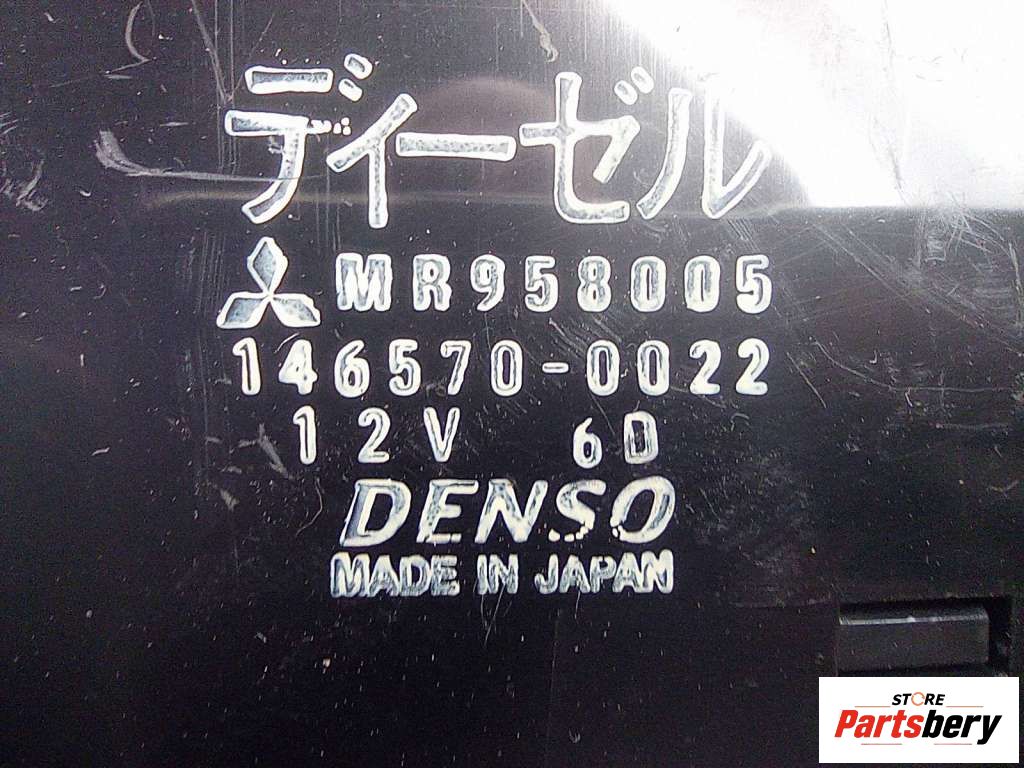 ディーゼル
MR958005
146570-0022
12V 6D
DENSO
MADE IN JAPAN
STORE
Partsbery